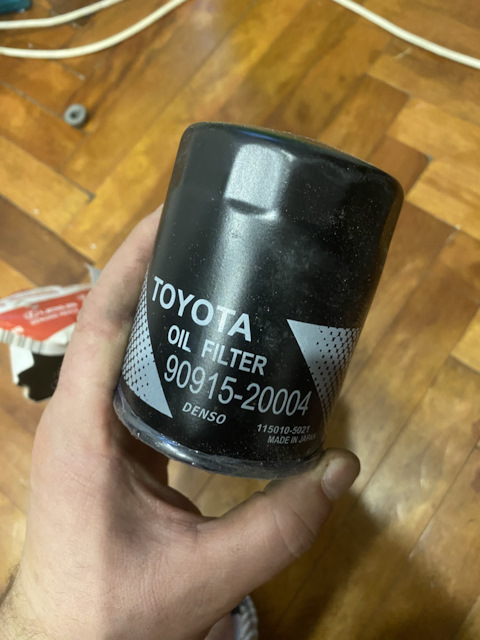 TOYOTA
OIL FILTER
90915-20004
DENSO
115010-5021
MADE IN JAPAN